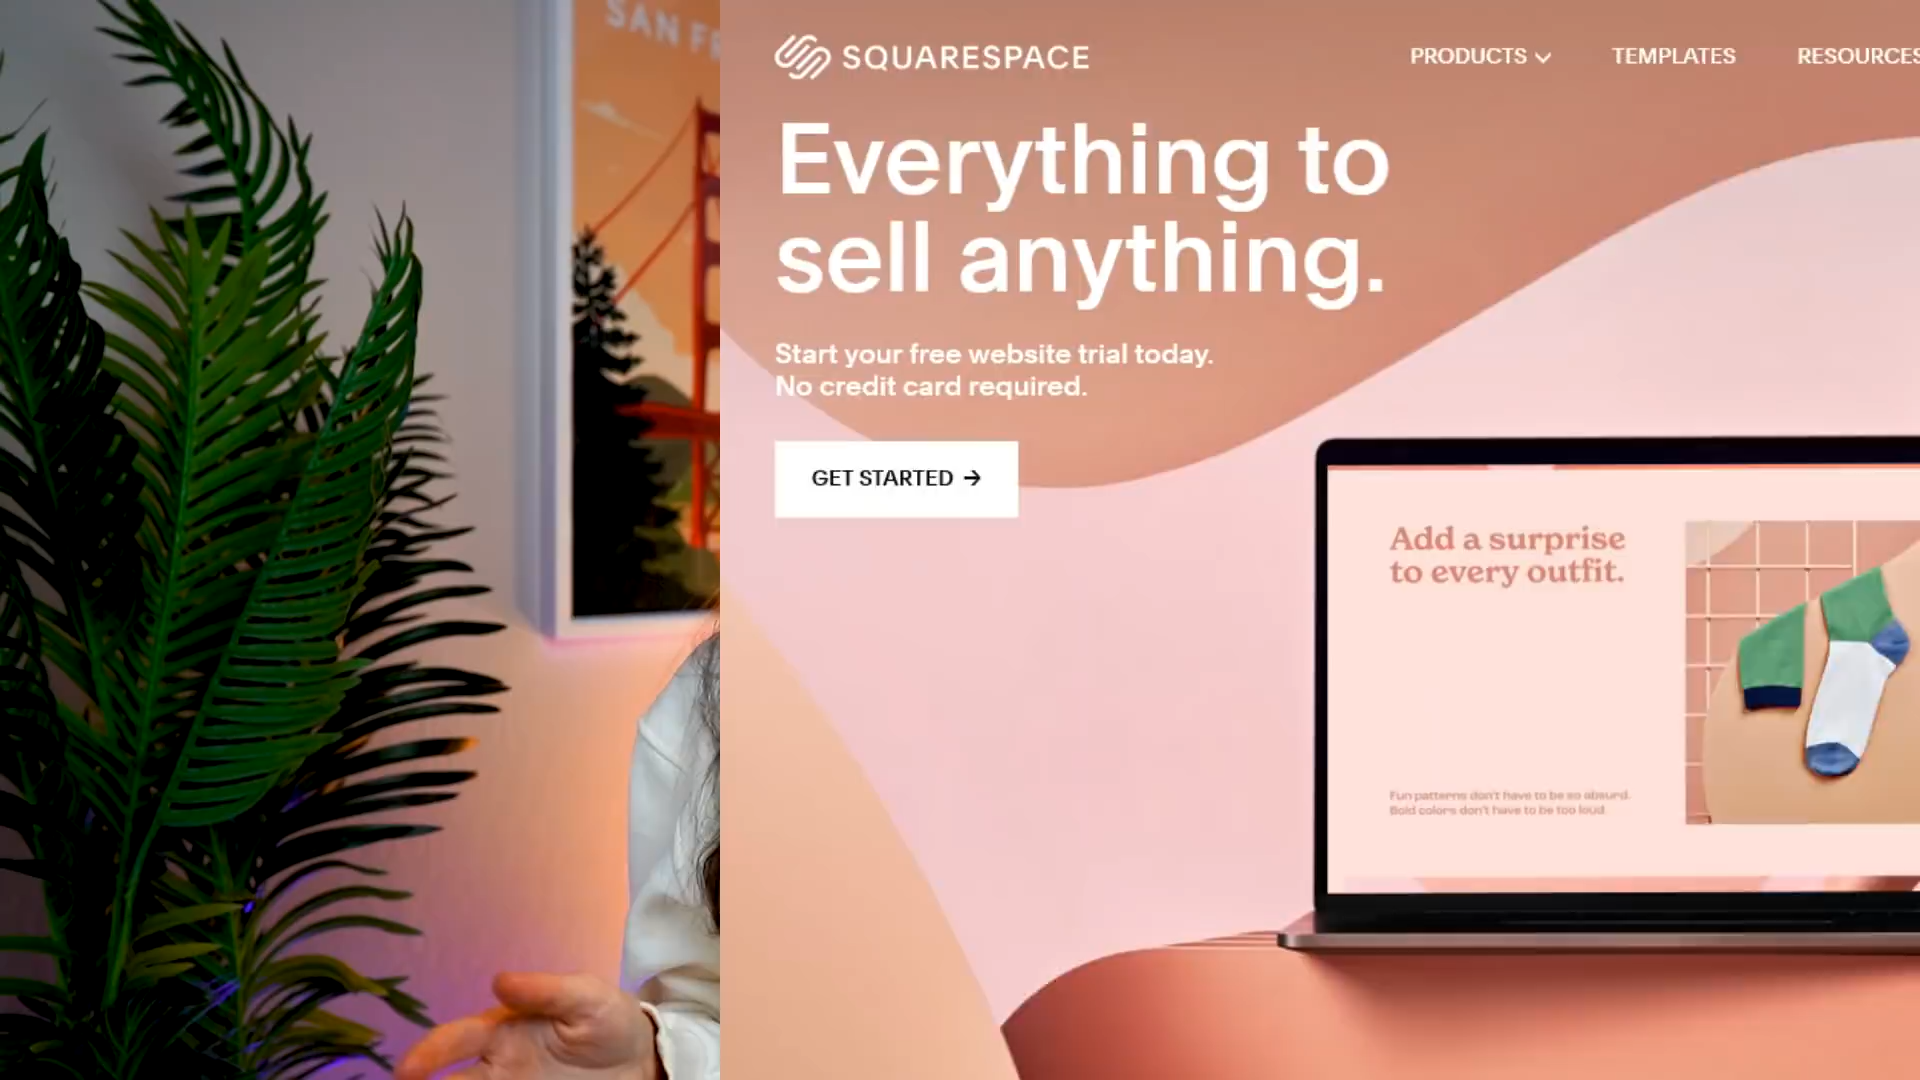 SAN FR
SQUARESPACE
PRODUCTS
TEMPLATES
RESOURCES
Everything to
sell anything.
Start your free website trial today.
No credit card required.
GET STARTED →
Add a surprise
to every outfit.
Fun patterns don't have to be so absurd.
Bold colors don't have to be too loud.